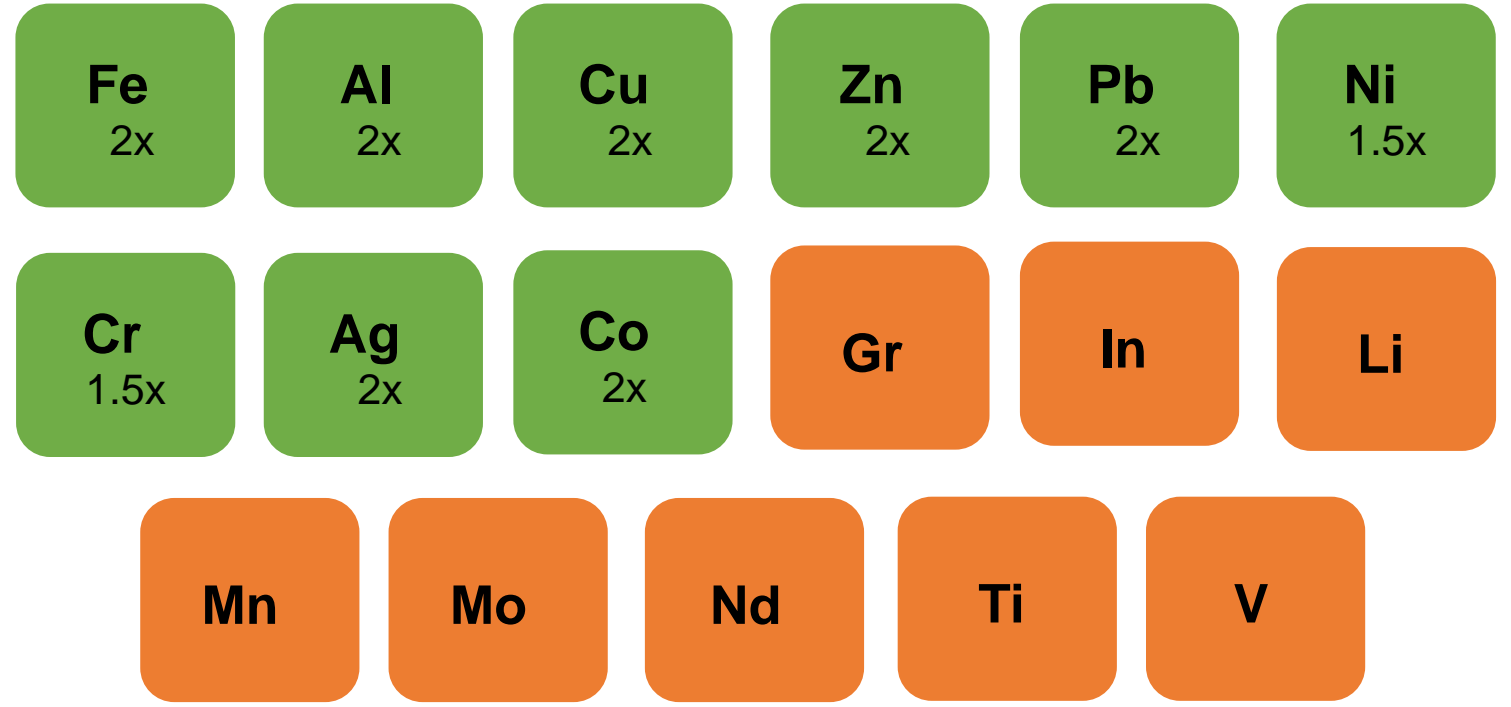 Fe Al Cu Zn Pb Ni
2x 2x 2x 2x 2x 1.5x
Cr Ag Co Gr In Li
1.5x 2x 2x
Mn Mo Nd Ti V